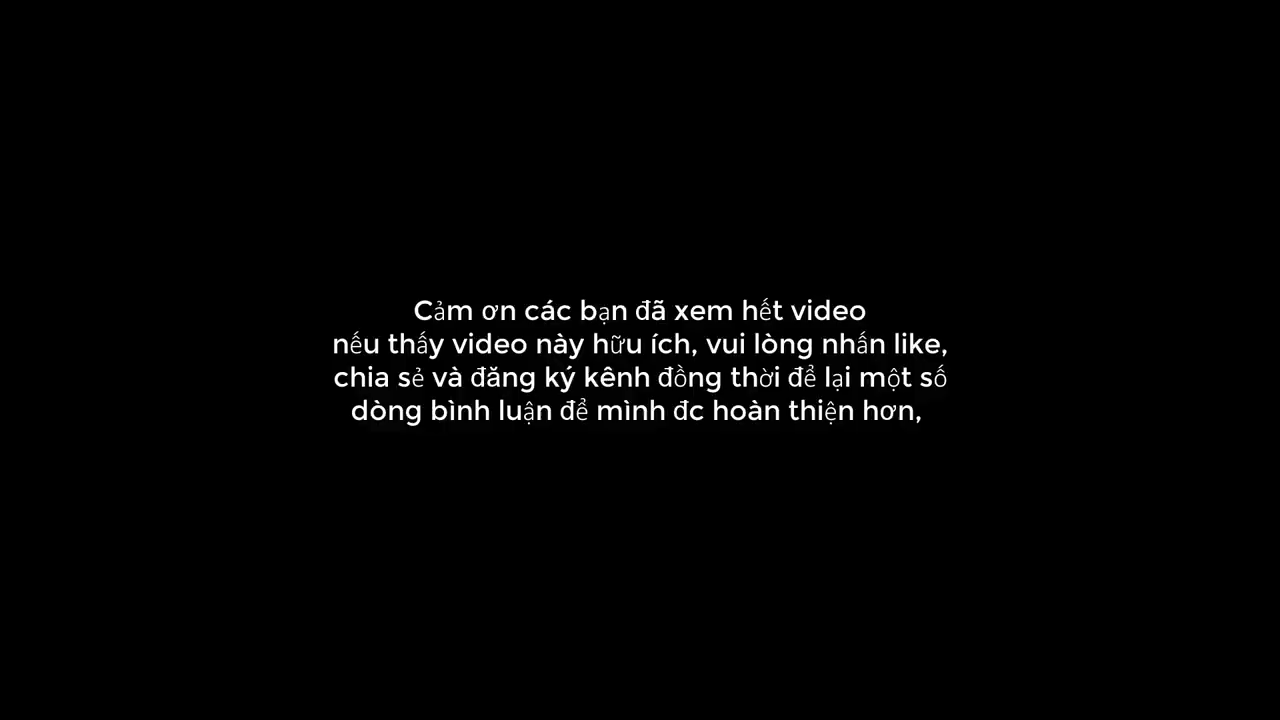 Cảm ơn các bạn đã xem hết video
nếu thấy video này hữu ích, vui lòng nhấn like,
chia sẻ và đăng ký kênh đồng thời để lại một số
dòng bình luận để mình đc hoàn thiện hơn,